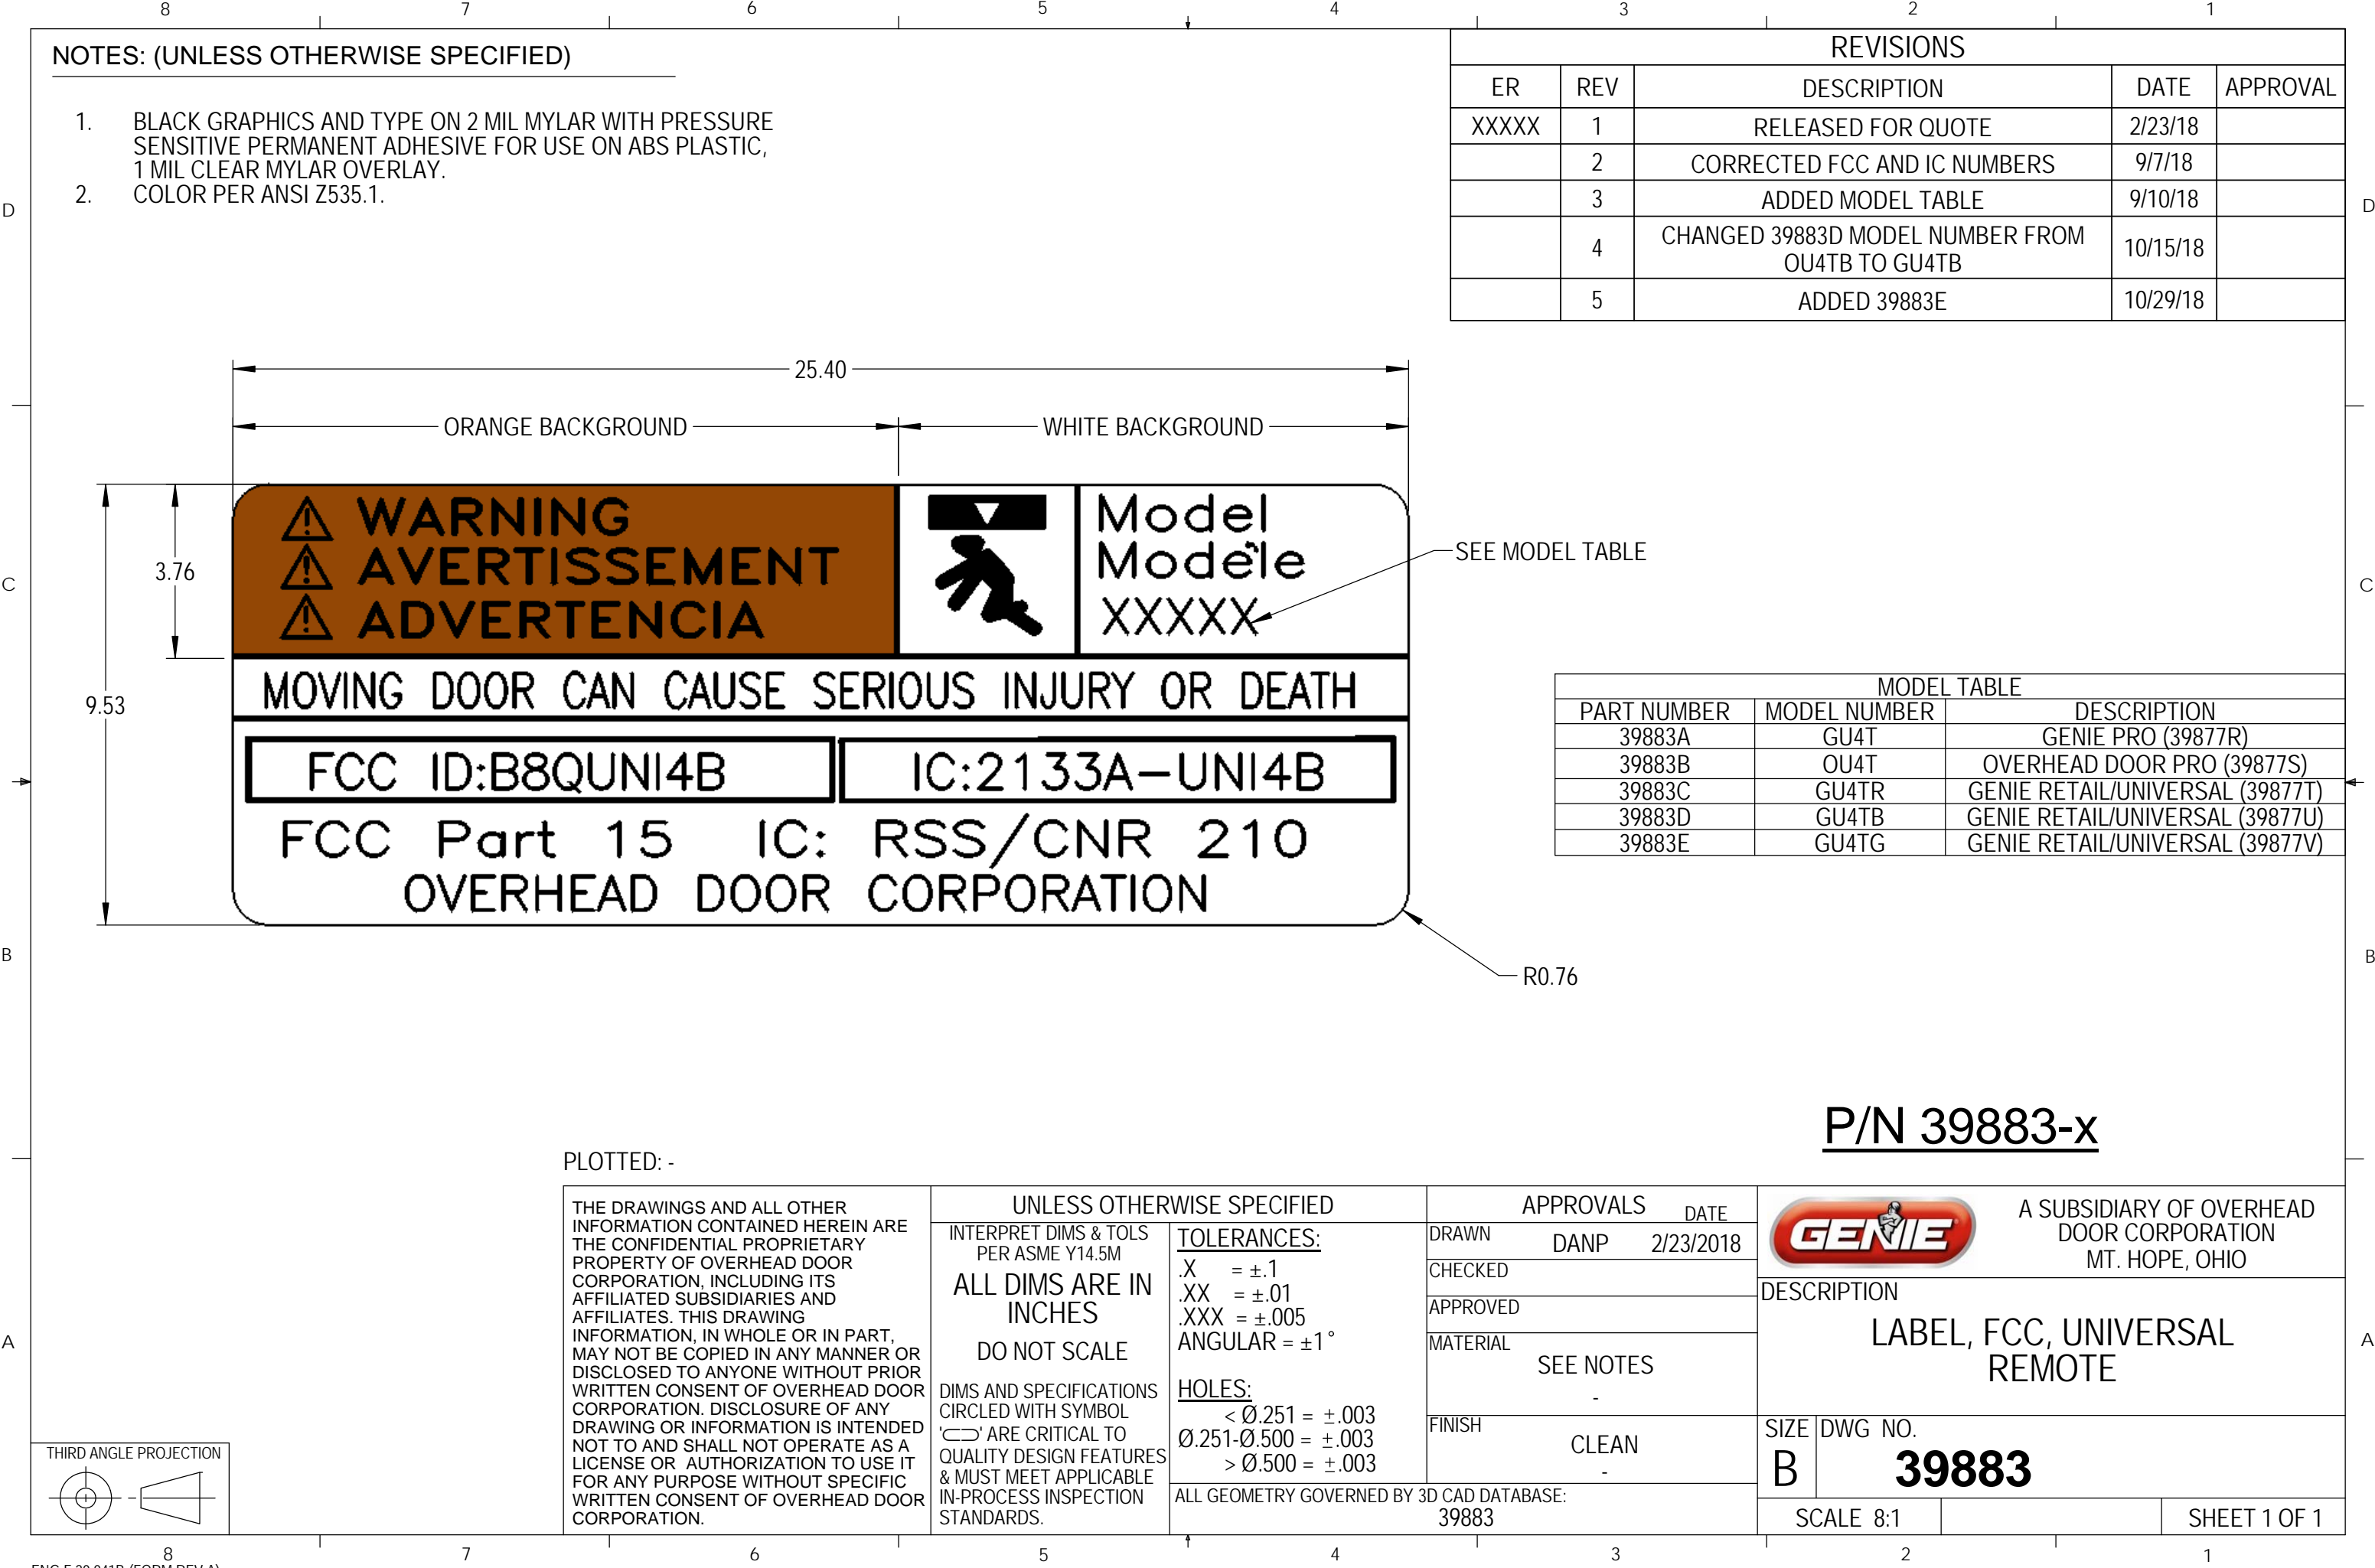 8 7 6 5 4 3 2 1
NOTES: (UNLESS OTHERWISE SPECIFIED)
1. BLACK GRAPHICS AND TYPE ON 2 MIL MYLAR WITH PRESSURE
SENSITIVE PERMANENT ADHESIVE FOR USE ON ABS PLASTIC,
1 MIL CLEAR MYLAR OVERLAY.
2. COLOR PER ANSI Z535.1.
REVISIONS
ER REV DESCRIPTION DATE APPROVAL
XXXXX 1 RELEASED FOR QUOTE 2/23/18
2 CORRECTED FCC AND IC NUMBERS 9/7/18
3 ADDED MODEL TABLE 9/10/18
4 CHANGED 39883D MODEL NUMBER FROM
OU4TB TO GU4TB 10/15/18
5 ADDED 39883E 10/29/18
D D
25.40
ORANGE BACKGROUND WHITE BACKGROUND
3.76
9.53
WARNING
AVERTISSEMENT
ADVERTENCIA
Model
Modèle
XXXXX
SEE MODEL TABLE
C C
MOVING DOOR CAN CAUSE SERIOUS INJURY OR DEATH
FCC ID:B8QUNI4B IC:2133A-UNI4B
FCC Part 15 IC: RSS/CNR 210
OVERHEAD DOOR CORPORATION
R0.76
MODEL TABLE
PART NUMBER MODEL NUMBER DESCRIPTION
39883A GU4T GENIE PRO (39877R)
39883B OU4T OVERHEAD DOOR PRO (39877S)
39883C GU4TR GENIE RETAIL/UNIVERSAL (39877T)
39883D GU4TB GENIE RETAIL/UNIVERSAL (39877U)
39883E GU4TG GENIE RETAIL/UNIVERSAL (39877V)
B B
P/N 39883-x
PLOTTED: -
THE DRAWINGS AND ALL OTHER
INFORMATION CONTAINED HEREIN ARE
THE CONFIDENTIAL PROPRIETARY
PROPERTY OF OVERHEAD DOOR
CORPORATION, INCLUDING ITS
AFFILIATED SUBSIDIARIES AND
AFFILIATES. THIS DRAWING
INFORMATION, IN WHOLE OR IN PART,
MAY NOT BE COPIED IN ANY MANNER OR
DISCLOSED TO ANYONE WITHOUT PRIOR
WRITTEN CONSENT OF OVERHEAD DOOR
CORPORATION. DISCLOSURE OF ANY
DRAWING OR INFORMATION IS INTENDED
NOT TO AND SHALL NOT OPERATE AS A
LICENSE OR AUTHORIZATION TO USE IT
FOR ANY PURPOSE WITHOUT SPECIFIC
WRITTEN CONSENT OF OVERHEAD DOOR
CORPORATION.
UNLESS OTHERWISE SPECIFIED
INTERPRET DIMS & TOLS
PER ASME Y14.5M
ALL DIMS ARE IN
INCHES
DO NOT SCALE
DIMS AND SPECIFICATIONS
CIRCLED WITH SYMBOL
'⊂⊃' ARE CRITICAL TO
QUALITY DESIGN FEATURES
& MUST MEET APPLICABLE
IN-PROCESS INSPECTION
STANDARDS.
TOLERANCES:
.X = ±.1
.XX = ±.01
.XXX = ±.005
ANGULAR = ±1°
HOLES:
< Ø.251 = ±.003
Ø.251-Ø.500 = ±.003
> Ø.500 = ±.003
ALL GEOMETRY GOVERNED BY 3D CAD DATABASE:
39883
APPROVALS DATE
DRAWN DANP 2/23/2018
CHECKED
APPROVED
MATERIAL
SEE NOTES
-
FINISH
CLEAN
-
GENIE
A SUBSIDIARY OF OVERHEAD
DOOR CORPORATION
MT. HOPE, OHIO
DESCRIPTION
LABEL, FCC, UNIVERSAL
REMOTE
SIZE DWG NO.
B 39883
SCALE 8:1 SHEET 1 OF 1
A A
THIRD ANGLE PROJECTION
8 7 6 5 4 3 2 1